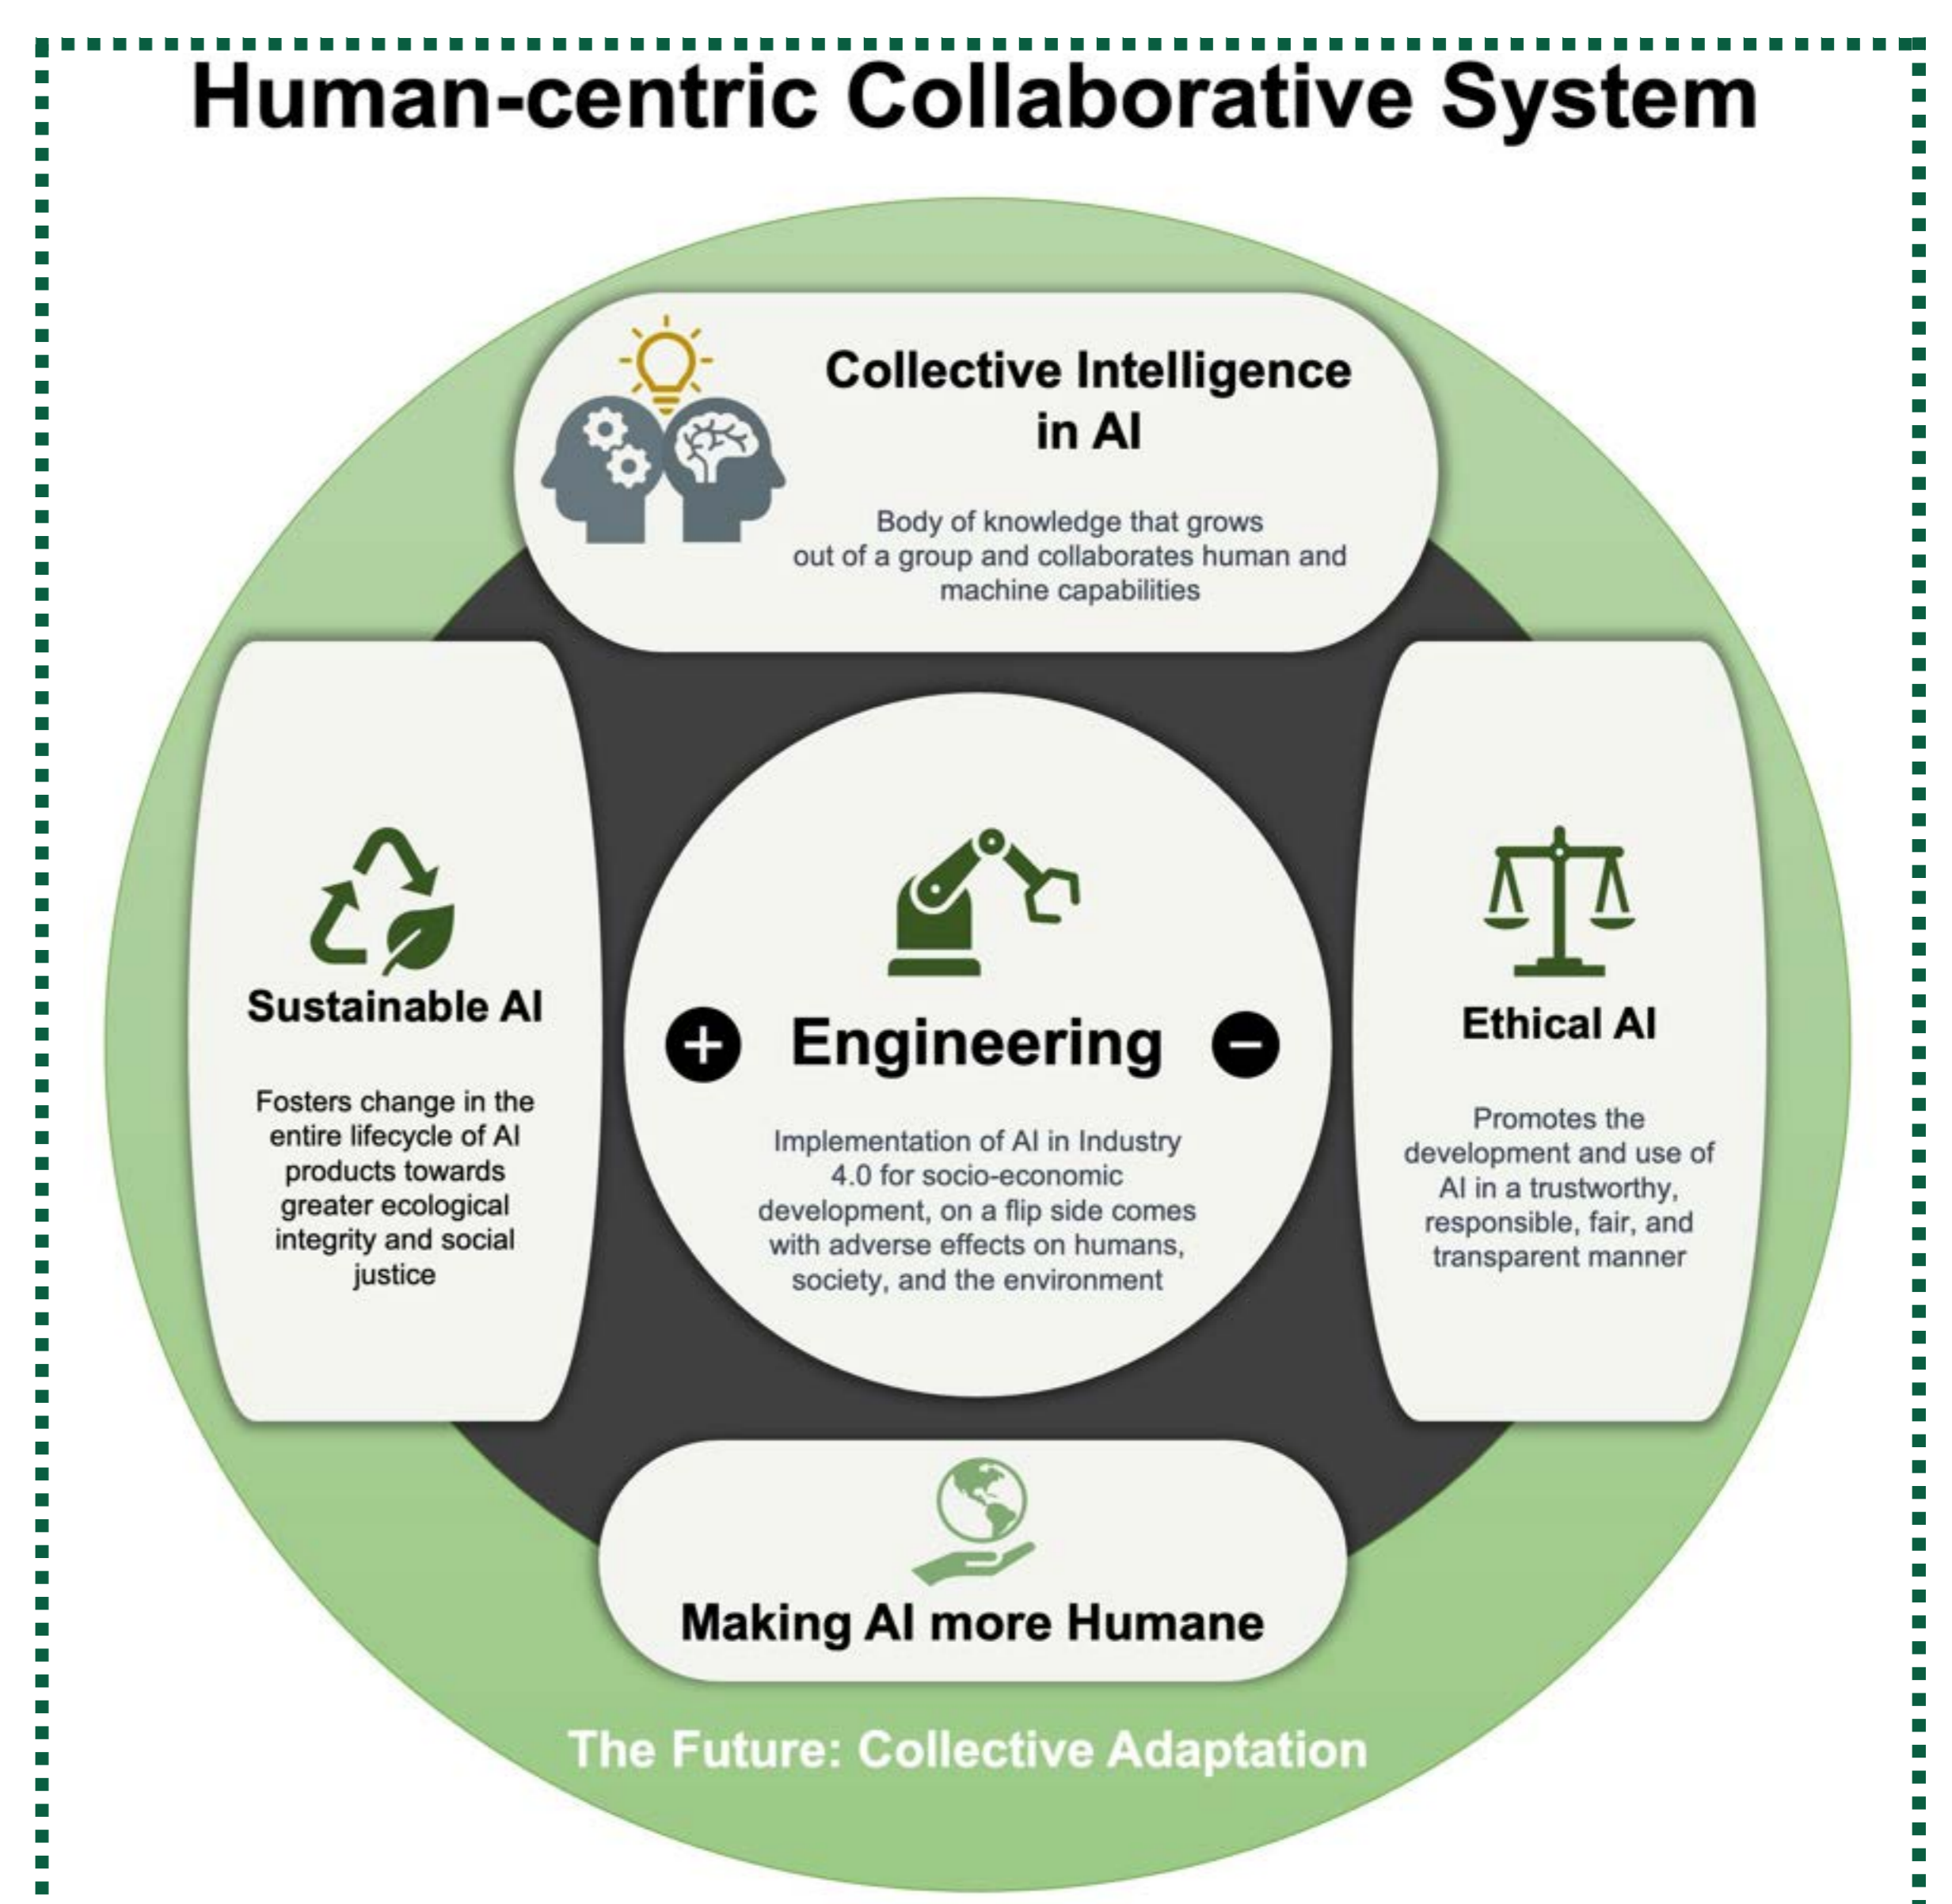 Human-centric Collaborative System
Collective Intelligence
in AI
Body of knowledge that grows
out of a group and collaborates human and
machine capabilities
Sustainable AI
Fosters change in the
entire lifecycle of AI
products towards
greater ecological
integrity and social
justice
+ Engineering −
Implementation of AI in Industry
4.0 for socio-economic
development, on a flip side comes
with adverse effects on humans,
society, and the environment
Ethical AI
Promotes the
development and use of
AI in a trustworthy,
responsible, fair, and
transparent manner
Making AI more Humane
The Future: Collective Adaptation